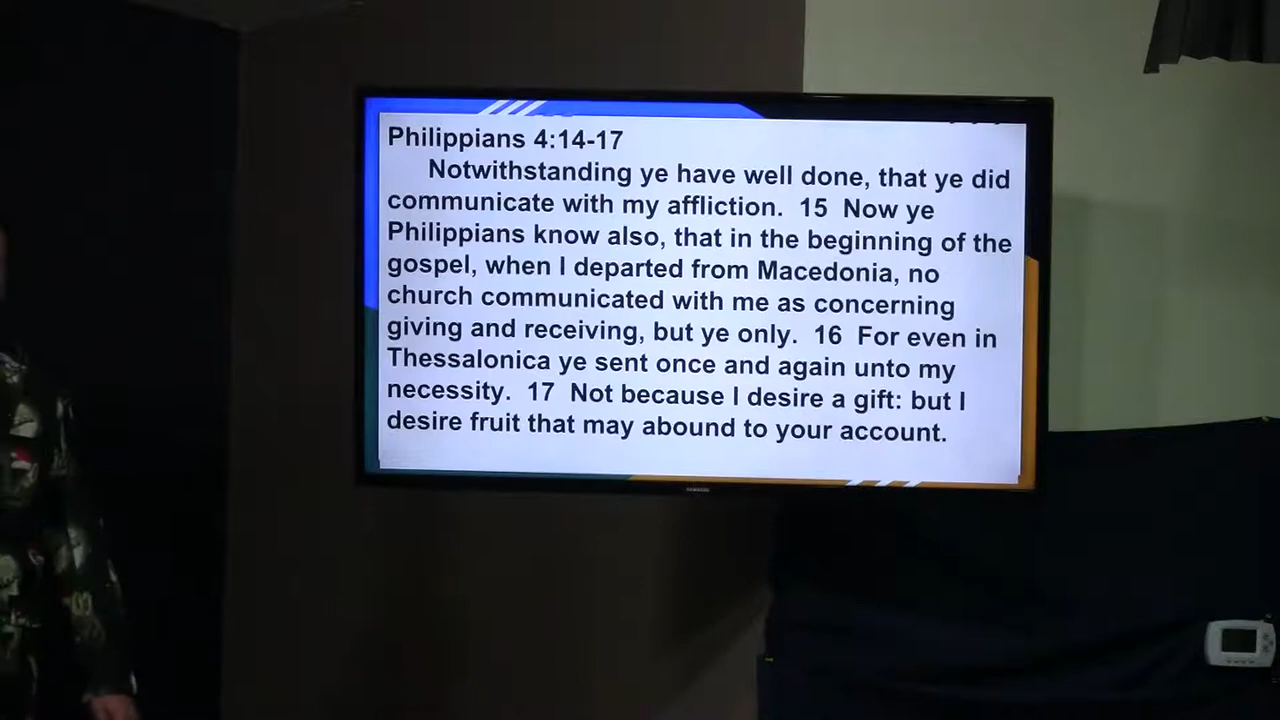 Philippians 4:14-17
Notwithstanding ye have well done, that ye did
communicate with my affliction. 15 Now ye
Philippians know also, that in the beginning of the
gospel, when I departed from Macedonia, no
church communicated with me as concerning
giving and receiving, but ye only. 16 For even in
Thessalonica ye sent once and again unto my
necessity. 17 Not because I desire a gift: but I
desire fruit that may abound to your account.
SAMSUNG